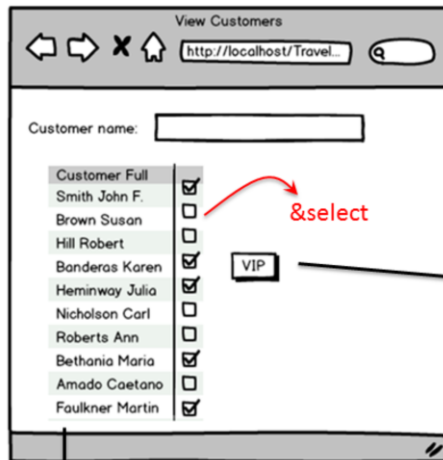 View Customers
http://localhost/Travel...
Customer name:
Customer Full
Smith John F.
Brown Susan
&select
Hill Robert
Banderas Karen
VIP
Heminway Julia
Nicholson Carl
Roberts Ann
Bethania Maria
Amado Caetano
Faulkner Martin